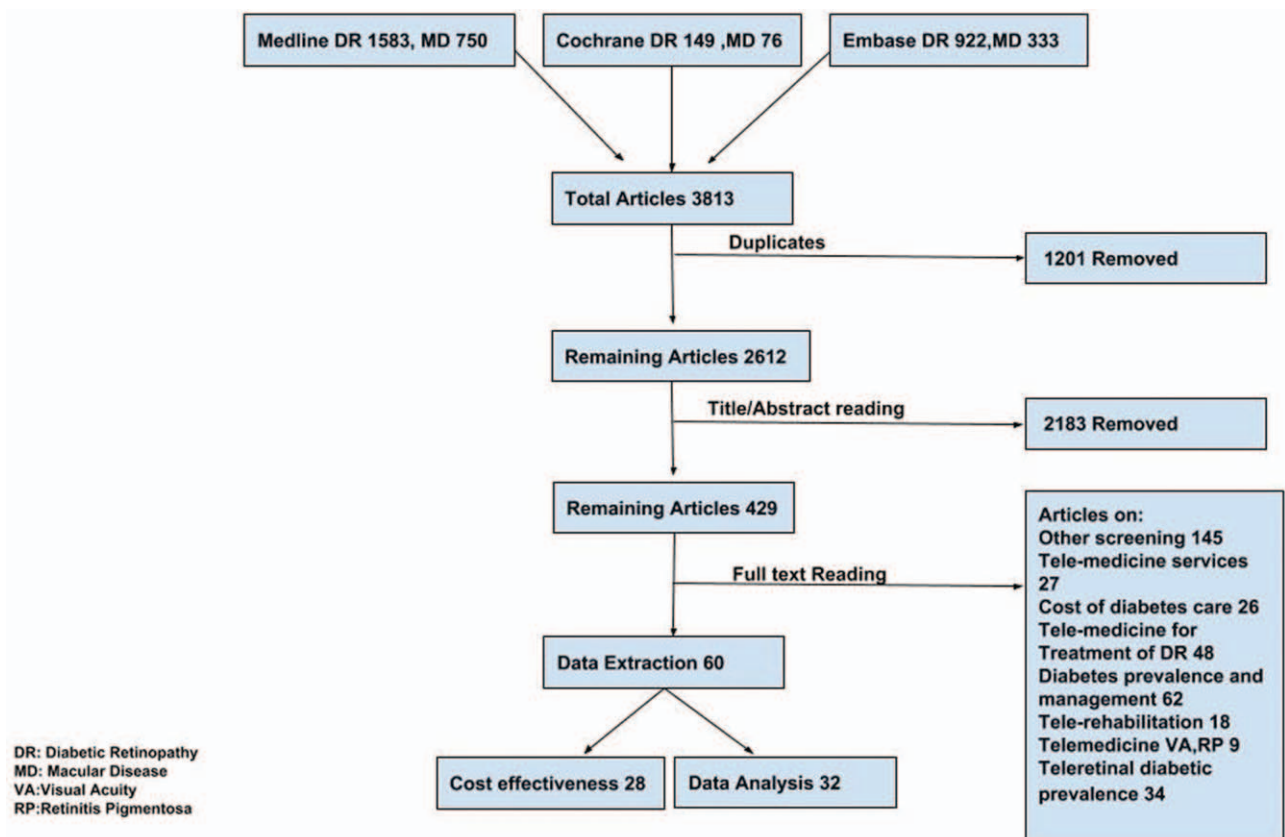 Medline DR 1583, MD 750
Cochrane DR 149 ,MD 76
Embase DR 922,MD 333
Total Articles 3813
Duplicates
1201 Removed
Remaining Articles 2612
Title/Abstract reading
2183 Removed
Remaining Articles 429
Full text Reading
Articles on:
Other screening 145
Tele-medicine services
27
Cost of diabetes care 26
Tele-medicine for
Treatment of DR 48
Diabetes prevalence and
management 62
Tele-rehabilitation 18
Telemedicine VA,RP 9
Teleretinal diabetic
prevalence 34
Data Extraction 60
Cost effectiveness 28
Data Analysis 32
DR: Diabetic Retinopathy
MD: Macular Disease
VA:Visual Acuity
RP:Retinitis Pigmentosa